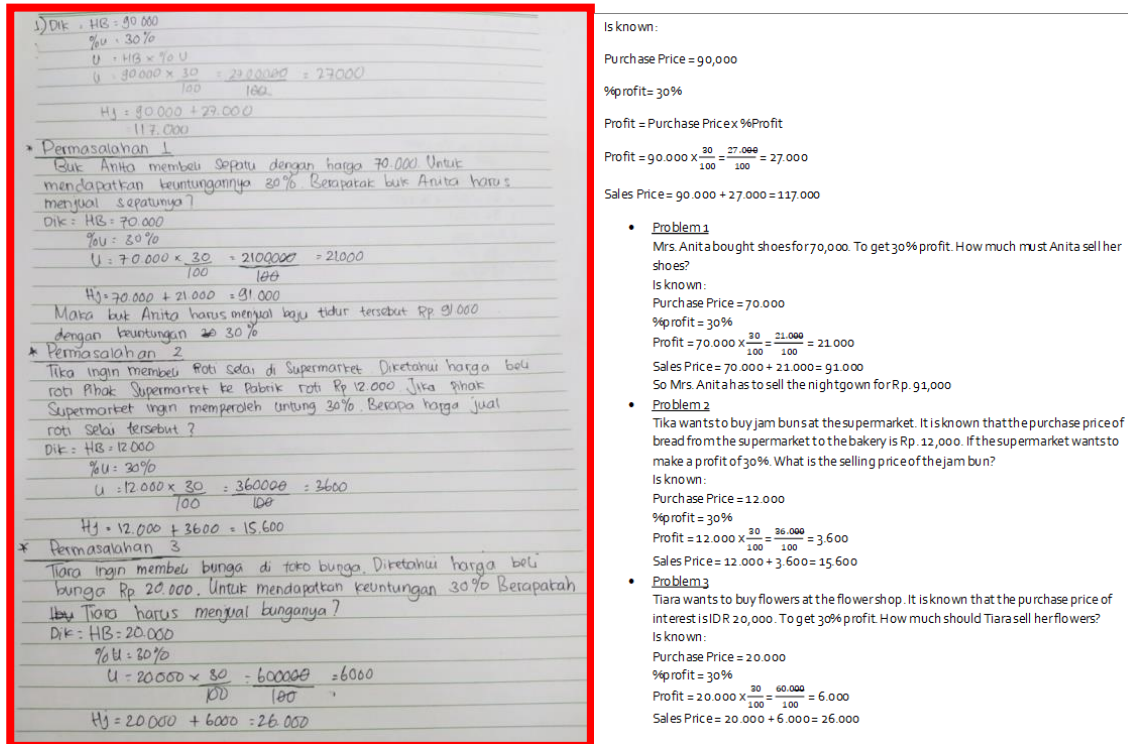 1) Dik : HB = 90 000
%u : 30%
U = HB x % U
U : 90.000 x 30/100 = 2700000/100 = 27000
Hj = 90.000 + 27.000
= 117.000
* Permasalahan 1
Buk Anita membeli Sepatu dengan harga 70.000 Untuk
mendapatkan keuntungannya 30% Berapatak buk Anita harus
menjual sepatunya?
Dik = HB = 70.000
%u = 30%
U = 70.000 x 30/100 = 2100000/100 = 21.000
Hj = 70.000 + 21.000 = 91.000
Maka buk Anita harus menjual baju tidur tersebut Rp 91 000
dengan keuntungan 30%
* Permasalahan 2
Tika ingin membeli Roti selai di Supermarket Diketahui harga beli
roti Pihak Supermarket ke Pabrik roti Rp 12.000. Jika Pihak
Supermarket ingin memperoleh untung 30%. Berapa harga jual
roti Selai tersebut ?
Dik = HB = 12.000
%U = 30%
U = 12.000 x 30/100 = 360000/100 = 3600
Hj = 12.000 + 3600 = 15.600
* Permasalahan 3
Tiara ingin membeli bunga di toko bunga. Diketahui harga beli
bunga Rp 20.000. Untuk mendapatkan keuntungan 30% Berapakah
Ibu Tiara harus menjual bunganya ?
Dik = HB = 20.000
%U = 30%
U = 20000 x 30/100 = 600000/100 = 6000
Hj = 20.000 + 6000 = 26.000
Is known:
Purchase Price = 90,000
%profit= 30%
Profit = Purchase Price x %Profit
Profit = 90.000 x 30/100 = 27.000/100 = 27.000
Sales Price = 90.000 + 27.000 = 117.000
• Problem 1
Mrs. Anita bought shoes for 70,000. To get 30% profit. How much must Anita sell her
shoes?
Is known:
Purchase Price = 70.000
%profit = 30%
Profit = 70.000 x 30/100 = 21.000/100 = 21.000
Sales Price = 70.000 + 21.000 = 91.000
So Mrs. Anita has to sell the nightgown for Rp. 91,000
• Problem 2
Tika wants to buy jam buns at the supermarket. It is known that the purchase price of
bread from the supermarket to the bakery is Rp. 12,000. If the supermarket wants to
make a profit of 30%. What is the selling price of the jam bun?
Is known:
Purchase Price = 12.000
%profit = 30%
Profit = 12.000 x 30/100 = 36.000/100 = 3.600
Sales Price = 12.000 + 3.600 = 15.600
• Problem 3
Tiara wants to buy flowers at the flower shop. It is known that the purchase price of
interest is IDR 20,000. To get 30% profit. How much should Tiara sell her flowers?
Is known:
Purchase Price = 20.000
%profit = 30%
Profit = 20.000 x 30/100 = 60.000/100 = 6.000
Sales Price = 20.000 + 6.000 = 26.000